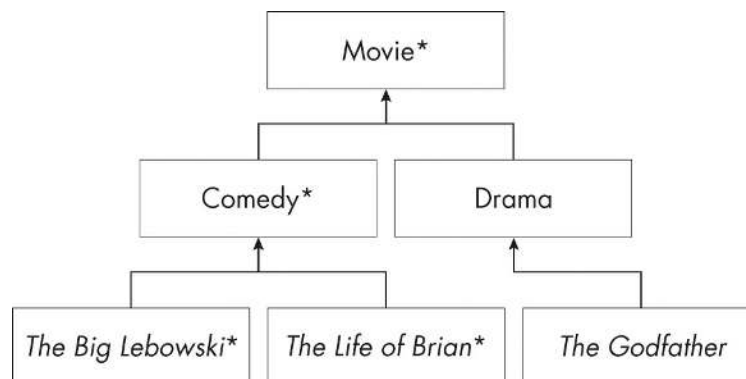 Movie*
Comedy*
Drama
The Big Lebowski*
The Life of Brian*
The Godfather